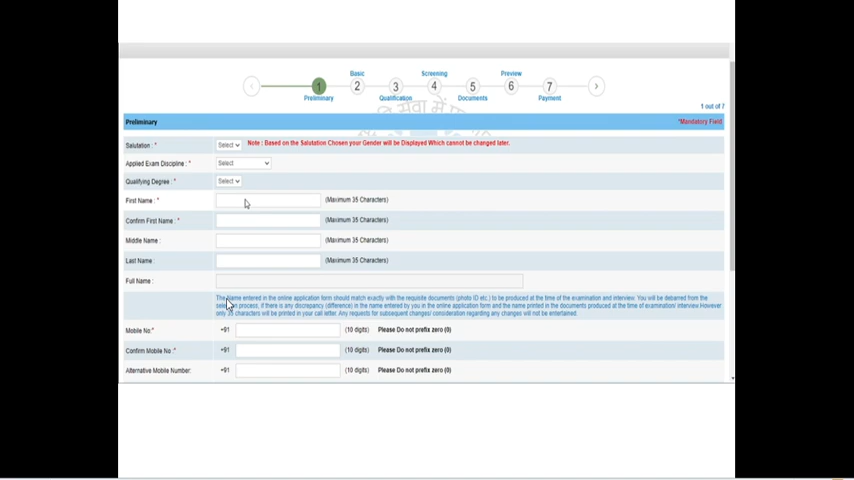 Basic Screening Preview
1 2 3 4 5 6 7
Preliminary Qualification Documents Payment
1 out of 7
Preliminary *Mandatory Field
Salutation : * Select Note : Based on the Salutation Chosen your Gender will be Displayed Which cannot be changed later.
Applied Exam Discipline : * Select
Qualifying Degree : * Select
First Name : * (Maximum 35 Characters)
Confirm First Name : * (Maximum 35 Characters)
Middle Name : (Maximum 35 Characters)
Last Name : (Maximum 35 Characters)
Full Name :
The Name entered in the online application form should match exactly with the requisite documents (photo ID etc.) to be produced at the time of the examination and interview. You will be debarred from the
selection process, if there is any discrepancy (difference) in the name entered by you in the online application form and the name printed in the documents produced at the time of examination/ interview However,
only characters will be printed in your call letter. Any requests for subsequent changes/ consideration regarding any changes will not be entertained.
Mobile No:* +91 (10 digits) Please Do not prefix zero (0)
Confirm Mobile No :* +91 (10 digits) Please Do not prefix zero (0)
Alternative Mobile Number: +91 (10 digits) Please Do not prefix zero (0)